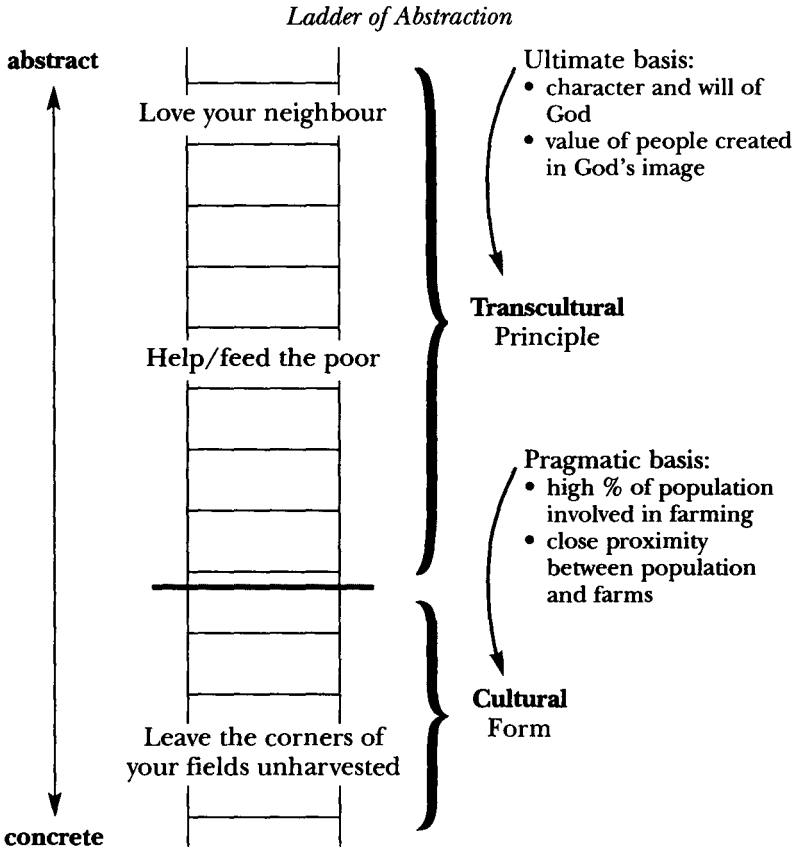 Ladder of Abstraction
abstract
Love your neighbour
Help/feed the poor
Leave the corners of
your fields unharvested
concrete
Ultimate basis:
• character and will of
God
• value of people created
in God's image
Transcultural
Principle
Pragmatic basis:
• high % of population
involved in farming
• close proximity
between population
and farms
Cultural
Form